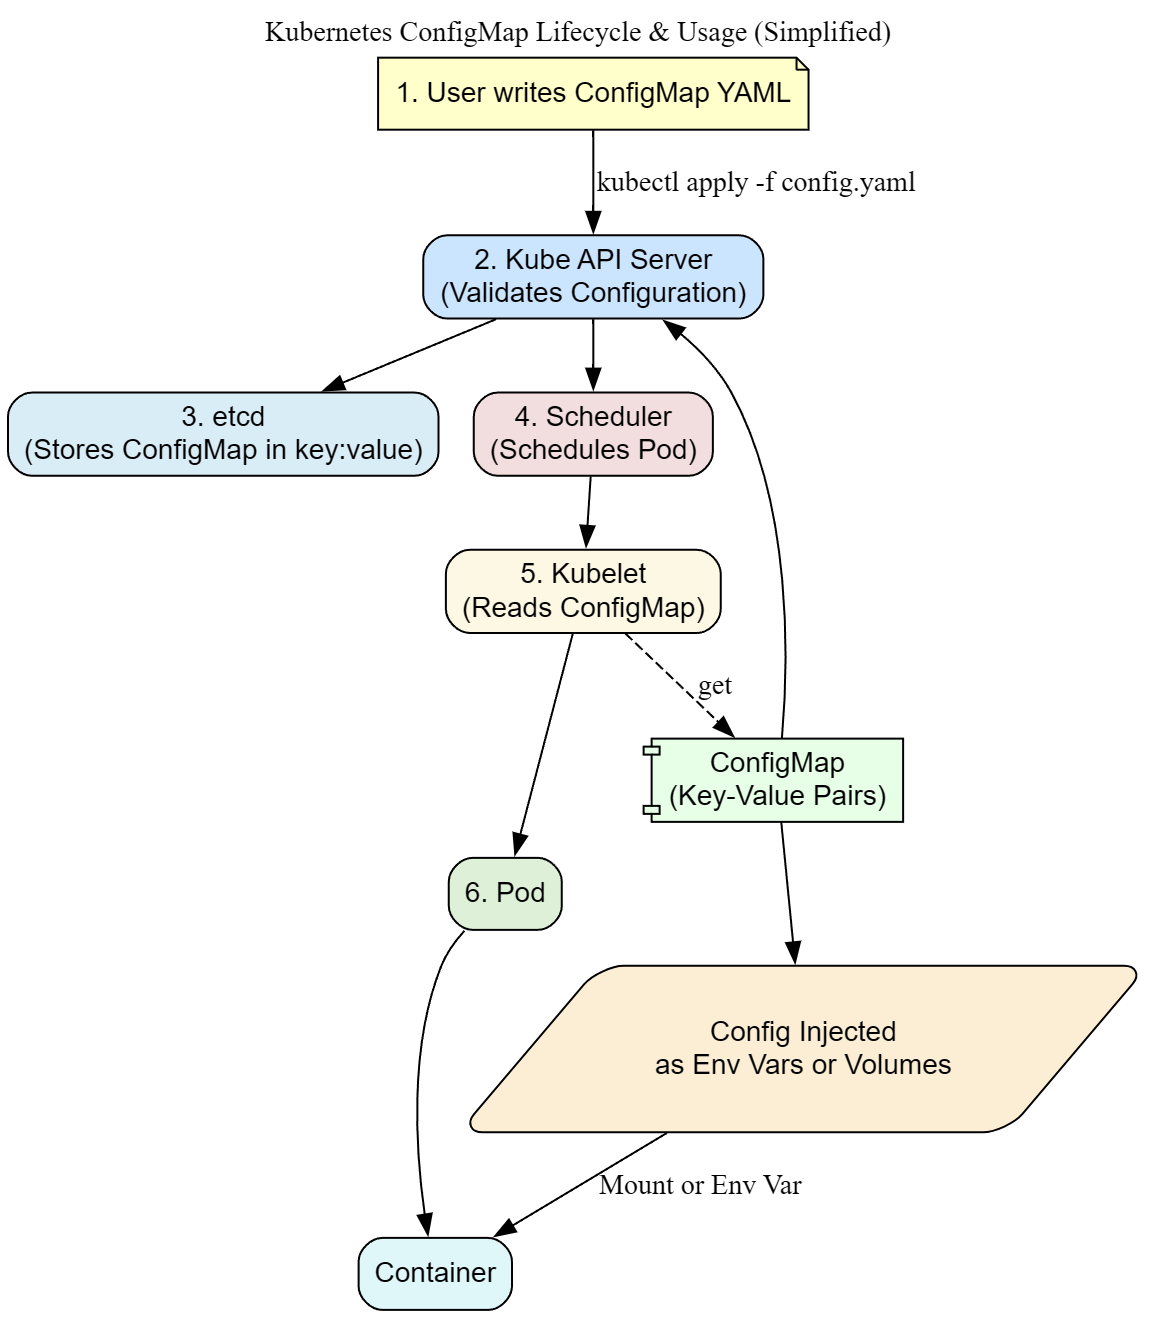 Kubernetes ConfigMap Lifecycle & Usage (Simplified)
1. User writes ConfigMap YAML
kubectl apply -f config.yaml
2. Kube API Server
(Validates Configuration)
3. etcd
(Stores ConfigMap in key:value)
4. Scheduler
(Schedules Pod)
5. Kubelet
(Reads ConfigMap)
get
ConfigMap
(Key-Value Pairs)
6. Pod
Config Injected
as Env Vars or Volumes
Mount or Env Var
Container